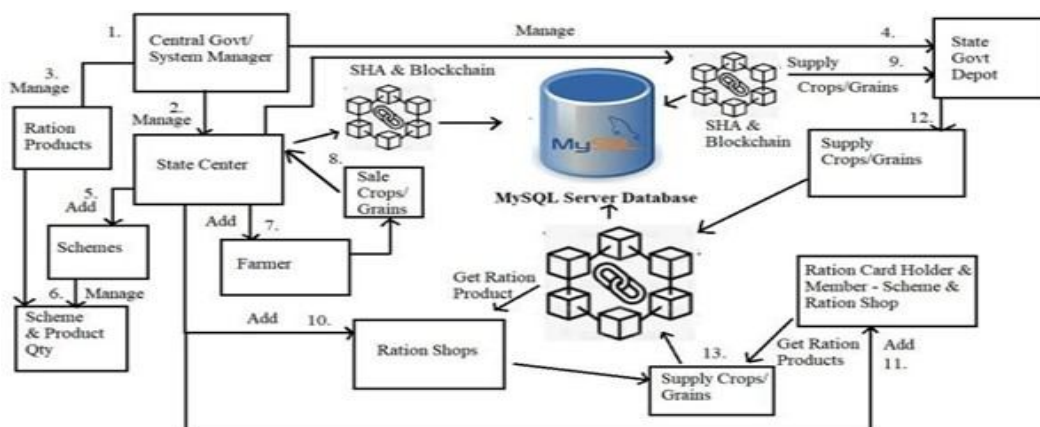 1.
Central Govt/
System Manager
Manage
4.
State
Govt
Depot
3.
Manage
SHA & Blockchain
Supply
9.
Crops/Grains
Ration
Products
2.
Manage
State Center
MySQL
SHA &
Blockchain
12.
Supply
Crops/Grains
8.
Sale
Crops/
Grains
5.
Add
Add
7.
MySQL Server Database
Schemes
Farmer
6.
Manage
Get Ration
Product
Ration Card Holder &
Member - Scheme &
Ration Shop
Scheme
& Product
Qty
Add
10.
Ration Shops
13.
Get Ration
Products
Add
11.
Supply Crops/
Grains